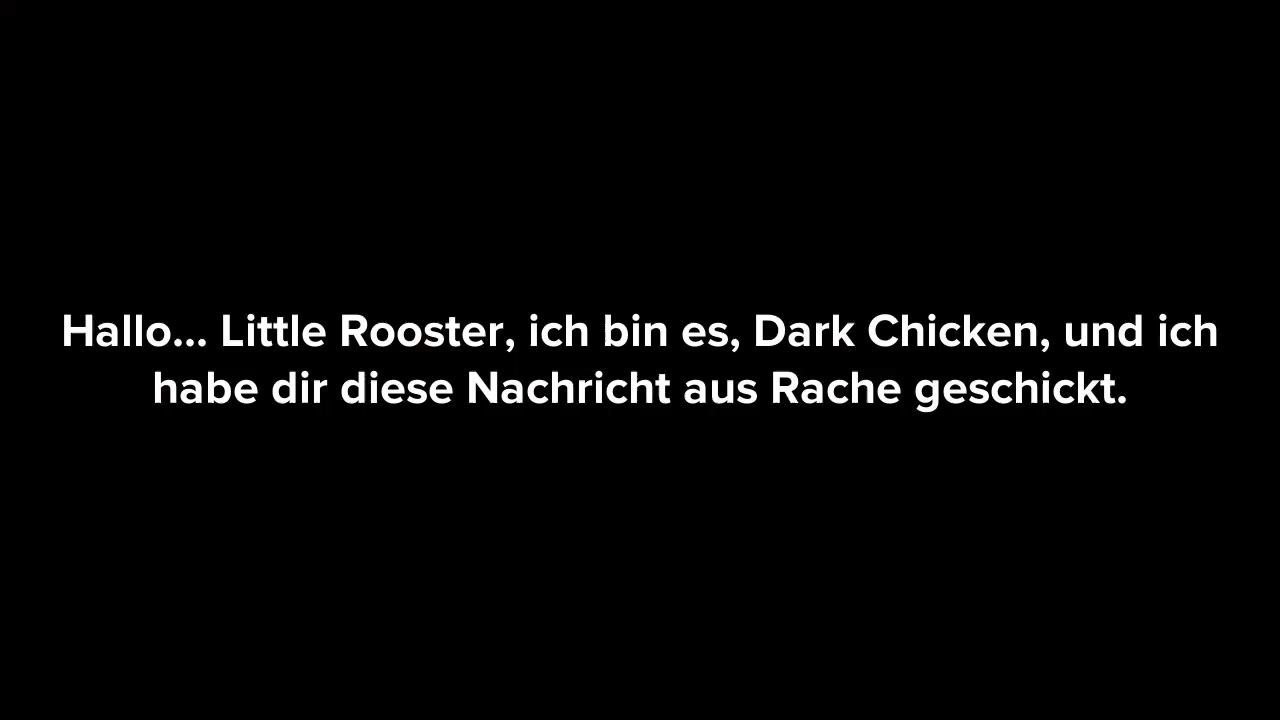 Hallo... Little Rooster, ich bin es, Dark Chicken, und ich
habe dir diese Nachricht aus Rache geschickt.